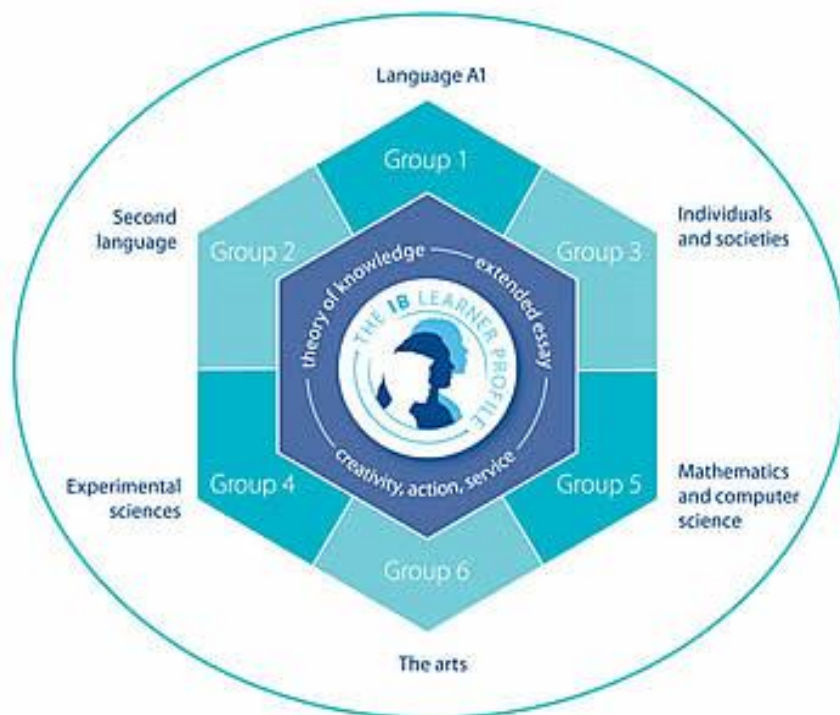 Language A1
Group 1
Second
language
Group 2
Group 3
Individuals
and societies
theory of knowledge
extended essay
THE IB LEARNER PROFILE
creativity, action, service
Experimental
sciences
Group 4
Group 5
Mathematics
and computer
science
Group 6
The arts